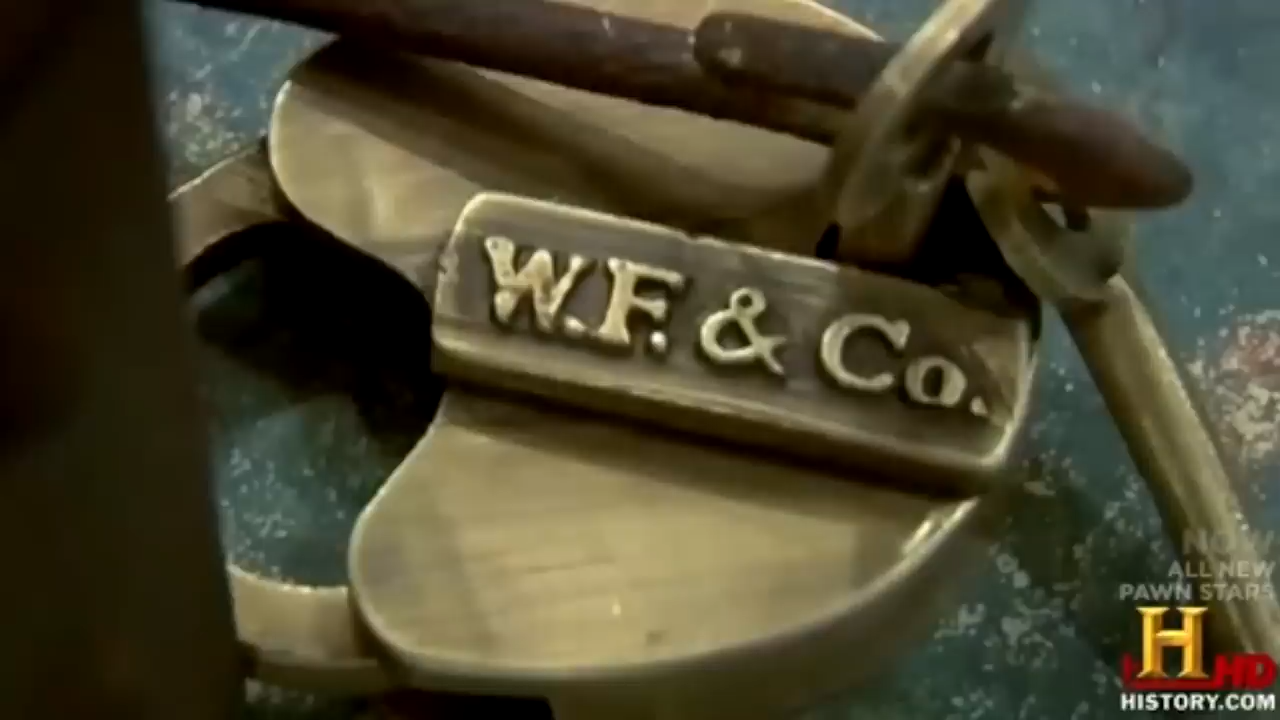 W.F. & Co.
NOW
ALL NEW
PAWN STARS
H HD
HISTORY.COM